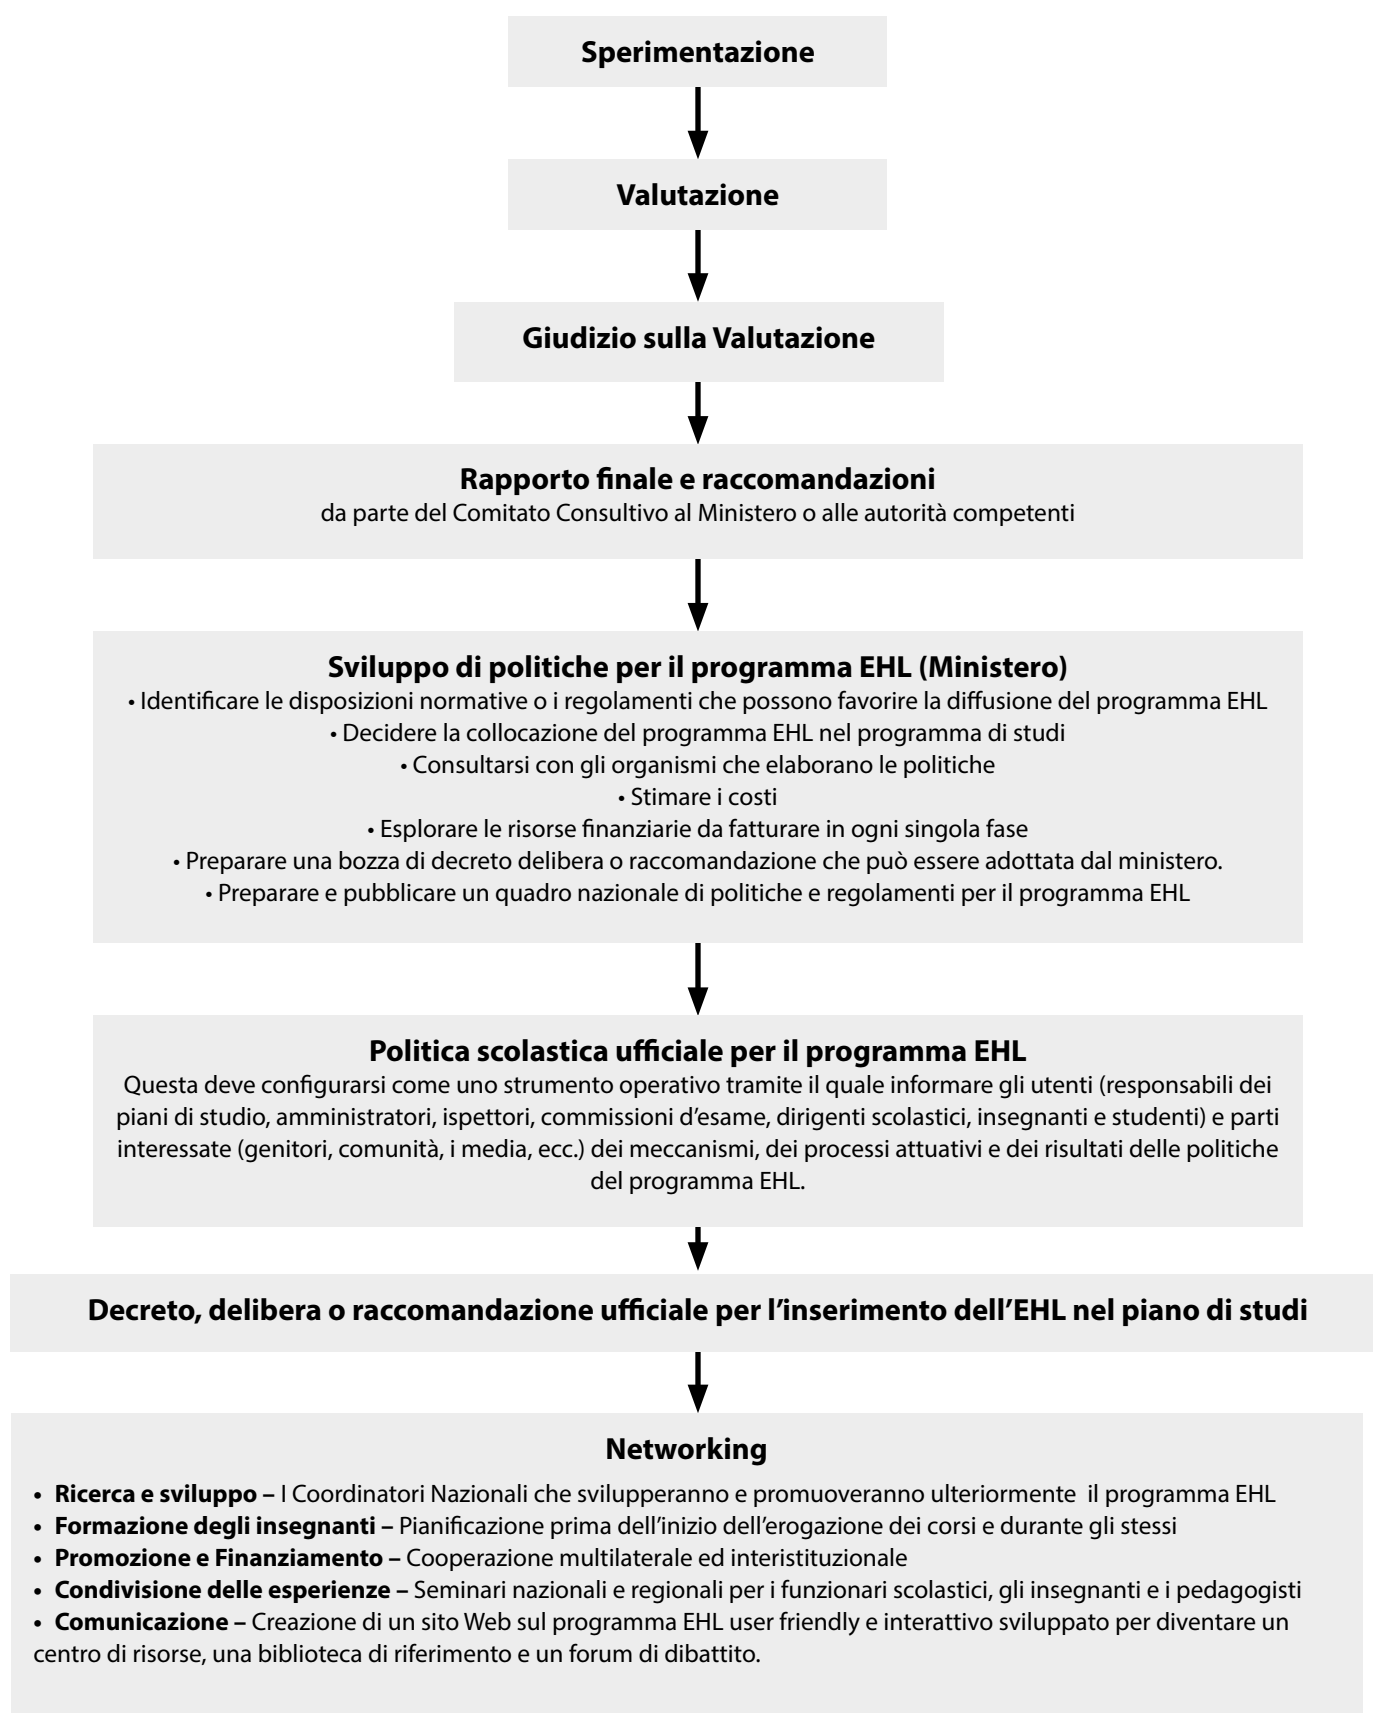 Sperimentazione
Valutazione
Giudizio sulla Valutazione
Rapporto finale e raccomandazioni
da parte del Comitato Consultivo al Ministero o alle autorità competenti
Sviluppo di politiche per il programma EHL (Ministero)
• Identificare le disposizioni normative o i regolamenti che possono favorire la diffusione del programma EHL
• Decidere la collocazione del programma EHL nel programma di studi
• Consultarsi con gli organismi che elaborano le politiche
• Stimare i costi
• Esplorare le risorse finanziarie da fatturare in ogni singola fase
• Preparare una bozza di decreto delibera o raccomandazione che può essere adottata dal ministero.
• Preparare e pubblicare un quadro nazionale di politiche e regolamenti per il programma EHL
Politica scolastica ufficiale per il programma EHL
Questa deve configurarsi come uno strumento operativo tramite il quale informare gli utenti (responsabili dei
piani di studio, amministratori, ispettori, commissioni d'esame, dirigenti scolastici, insegnanti e studenti) e parti
interessate (genitori, comunità, i media, ecc.) dei meccanismi, dei processi attuativi e dei risultati delle politiche
del programma EHL.
Decreto, delibera o raccomandazione ufficiale per l'inserimento dell'EHL nel piano di studi
Networking
• Ricerca e sviluppo – I Coordinatori Nazionali che svilupperanno e promuoveranno ulteriormente il programma EHL
• Formazione degli insegnanti – Pianificazione prima dell'inizio dell'erogazione dei corsi e durante gli stessi
• Promozione e Finanziamento – Cooperazione multilaterale ed interistituzionale
• Condivisione delle esperienze – Seminari nazionali e regionali per i funzionari scolastici, gli insegnanti e i pedagogisti
• Comunicazione – Creazione di un sito Web sul programma EHL user friendly e interattivo sviluppato per diventare un
centro di risorse, una biblioteca di riferimento e un forum di dibattito.